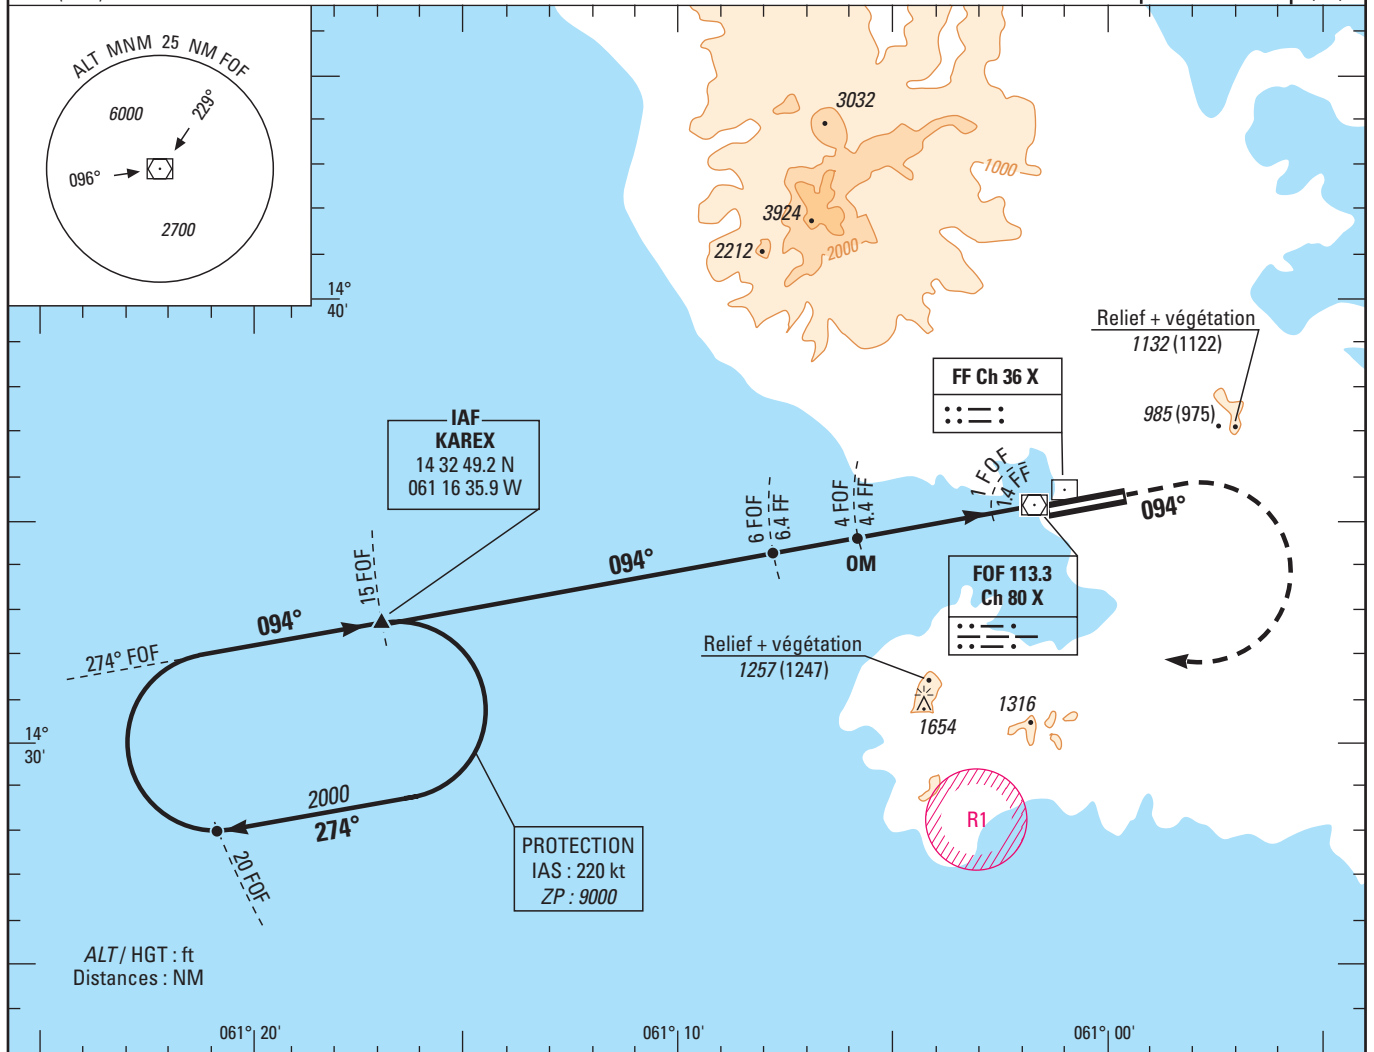 ALT MNM 25 NM FOF
6000
229°
096°
2700
14°
40'
3032
1000
3924
2212
2000
Relief + végétation
1132 (1122)
985 (975)
FF Ch 36 X
IAF
KAREX
14 32 49.2 N
061 16 35.9 W
1 FOF
1.4 FF
6 FOF
6.4 FF
4 FOF
4.4 FF
094°
OM
094°
FOF 113.3
Ch 80 X
15 FOF
094°
274° FOF
Relief + végétation
1257 (1247)
1654
1316
14°
30'
2000
274°
20 FOF
PROTECTION
IAS : 220 kt
ZP : 9000
R1
ALT / HGT : ft
Distances : NM
061° 20'
061° 10'
061° 00'